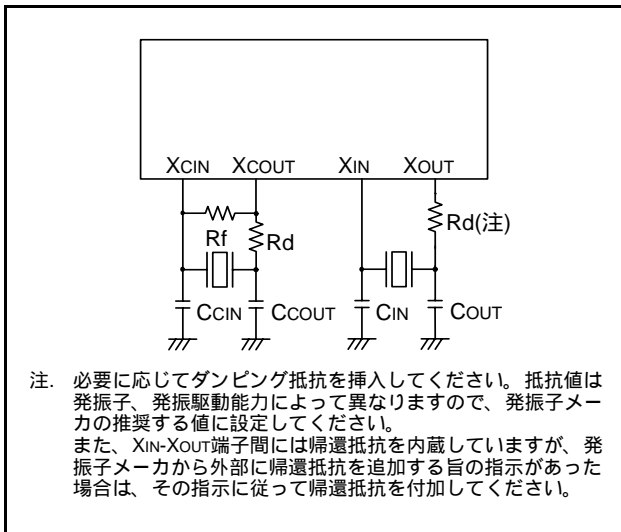 XCIN XCOUT XIN XOUT
Rf Rd Rd(注)
CCIN CCOUT CIN COUT
注. 必要に応じてダンピング抵抗を挿入してください。抵抗値は
発振子、発振駆動能力によって異なりますので、発振子メー
カの推奨する値に設定してください。
また、XIN-XOUT端子間には帰還抵抗を内蔵していますが、発
振子メーカから外部に帰還抵抗を追加する旨の指示があった
場合は、その指示に従って帰還抵抗を付加してください。